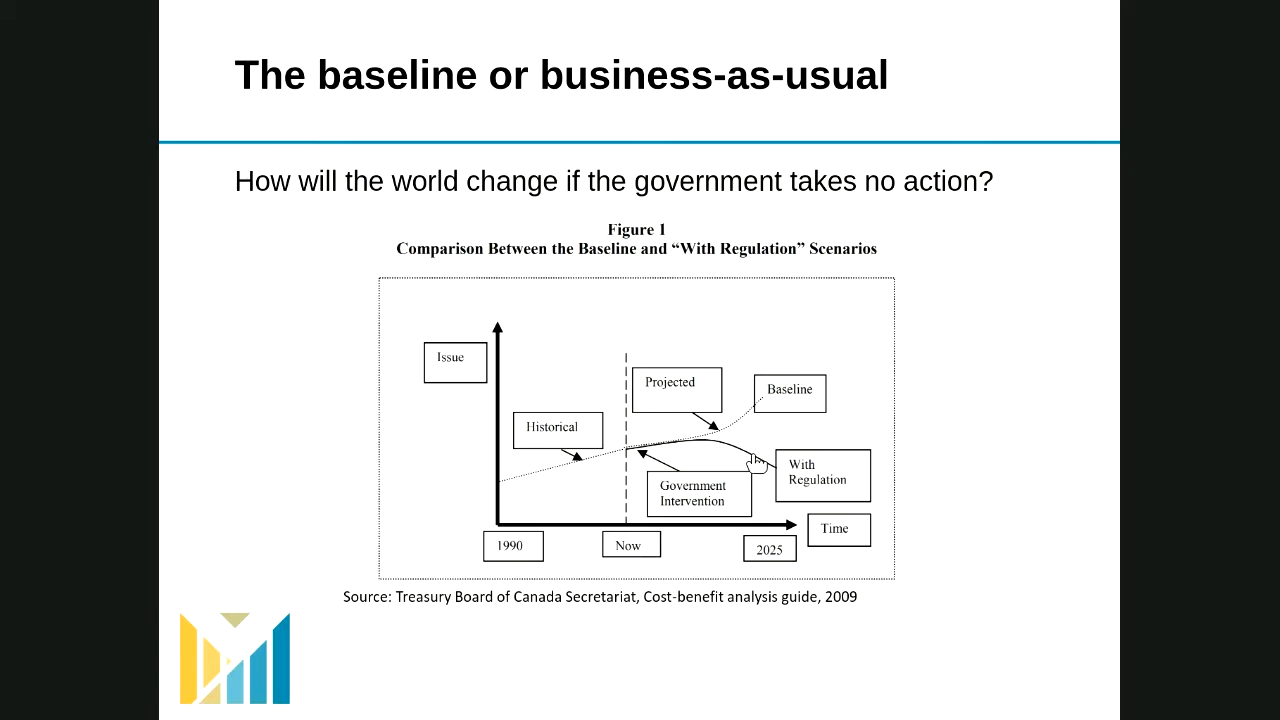 The baseline or business-as-usual
How will the world change if the government takes no action?
Figure 1
Comparison Between the Baseline and “With Regulation” Scenarios
Issue
Projected
Baseline
Historical
With
Regulation
Government
Intervention
Time
1990
Now
2025
Source: Treasury Board of Canada Secretariat, Cost-benefit analysis guide, 2009